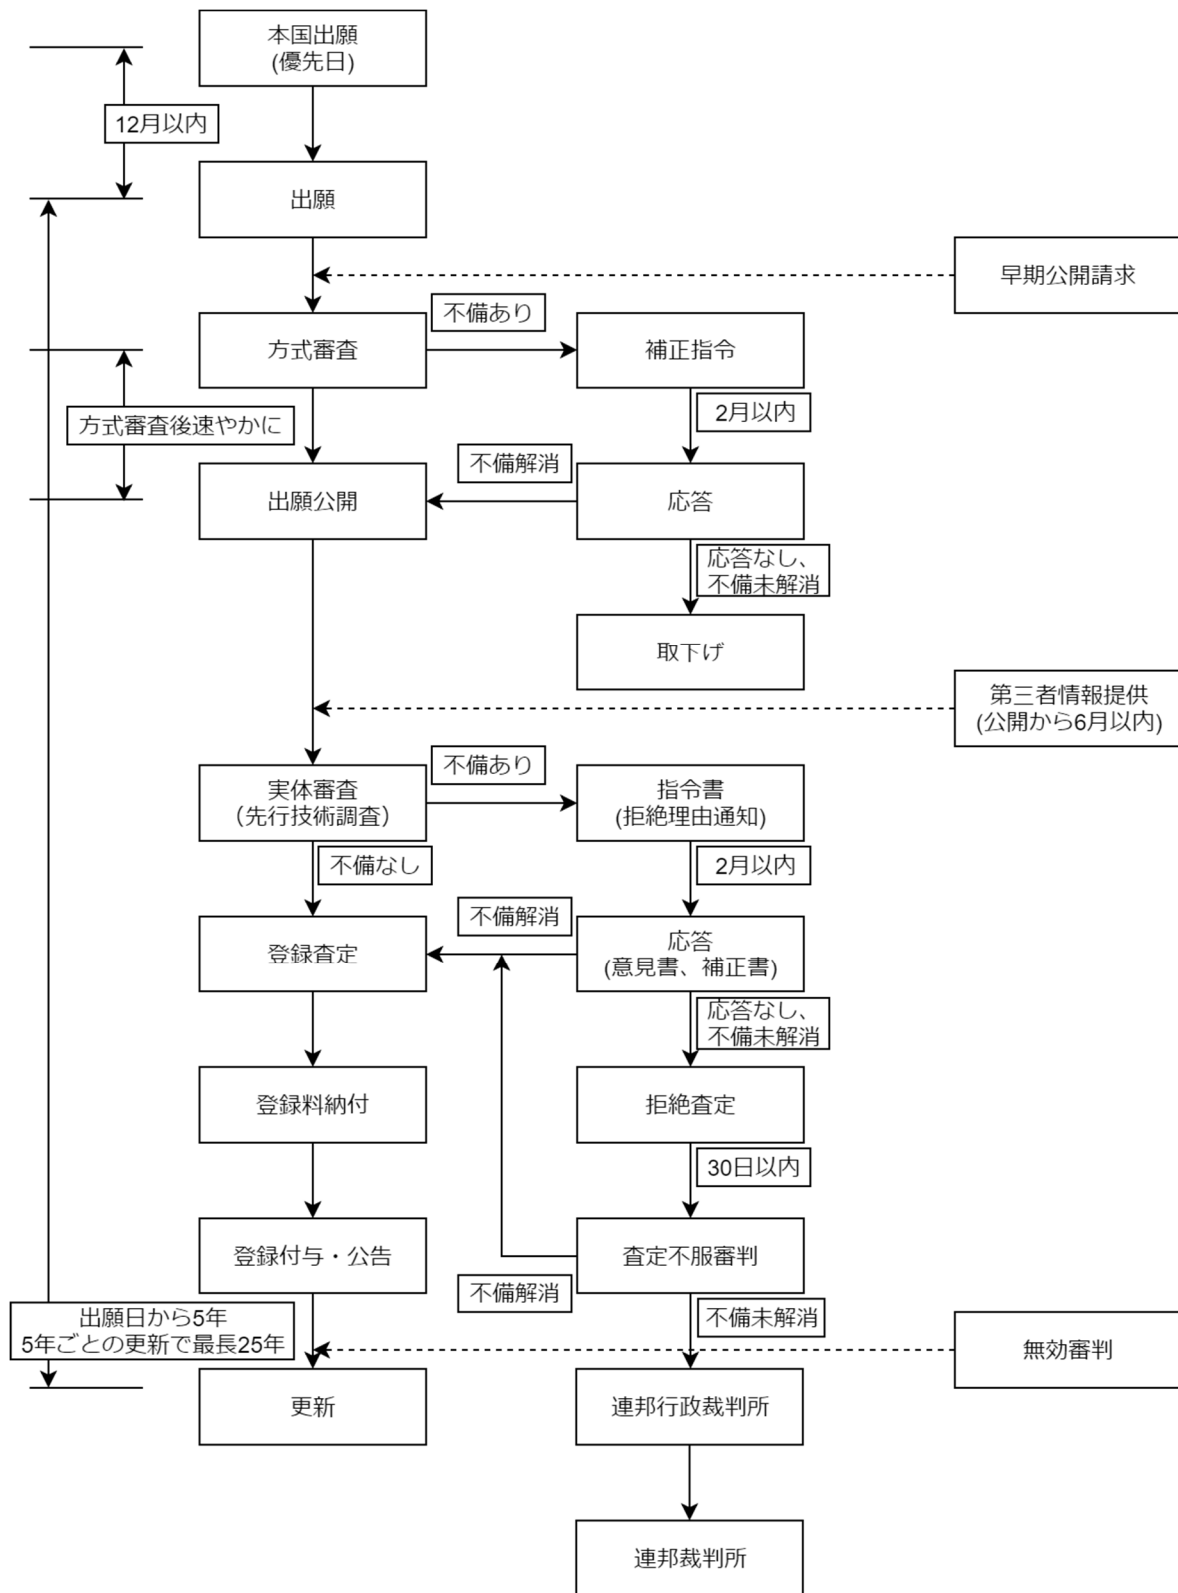 本国出願
(優先日)
12月以内
出願
早期公開請求
不備あり
方式審査
補正指令
2月以内
方式審査後速やかに
不備解消
出願公開
応答
応答なし、
不備未解消
取下げ
第三者情報提供
(公開から6月以内)
不備あり
実体審査
（先行技術調査）
指令書
(拒絶理由通知)
不備なし
2月以内
不備解消
登録査定
応答
(意見書、補正書)
応答なし、
不備未解消
登録料納付
拒絶査定
30日以内
登録付与・公告
査定不服審判
不備解消
不備未解消
出願日から5年
5年ごとの更新で最長25年
無効審判
更新
連邦行政裁判所
連邦裁判所